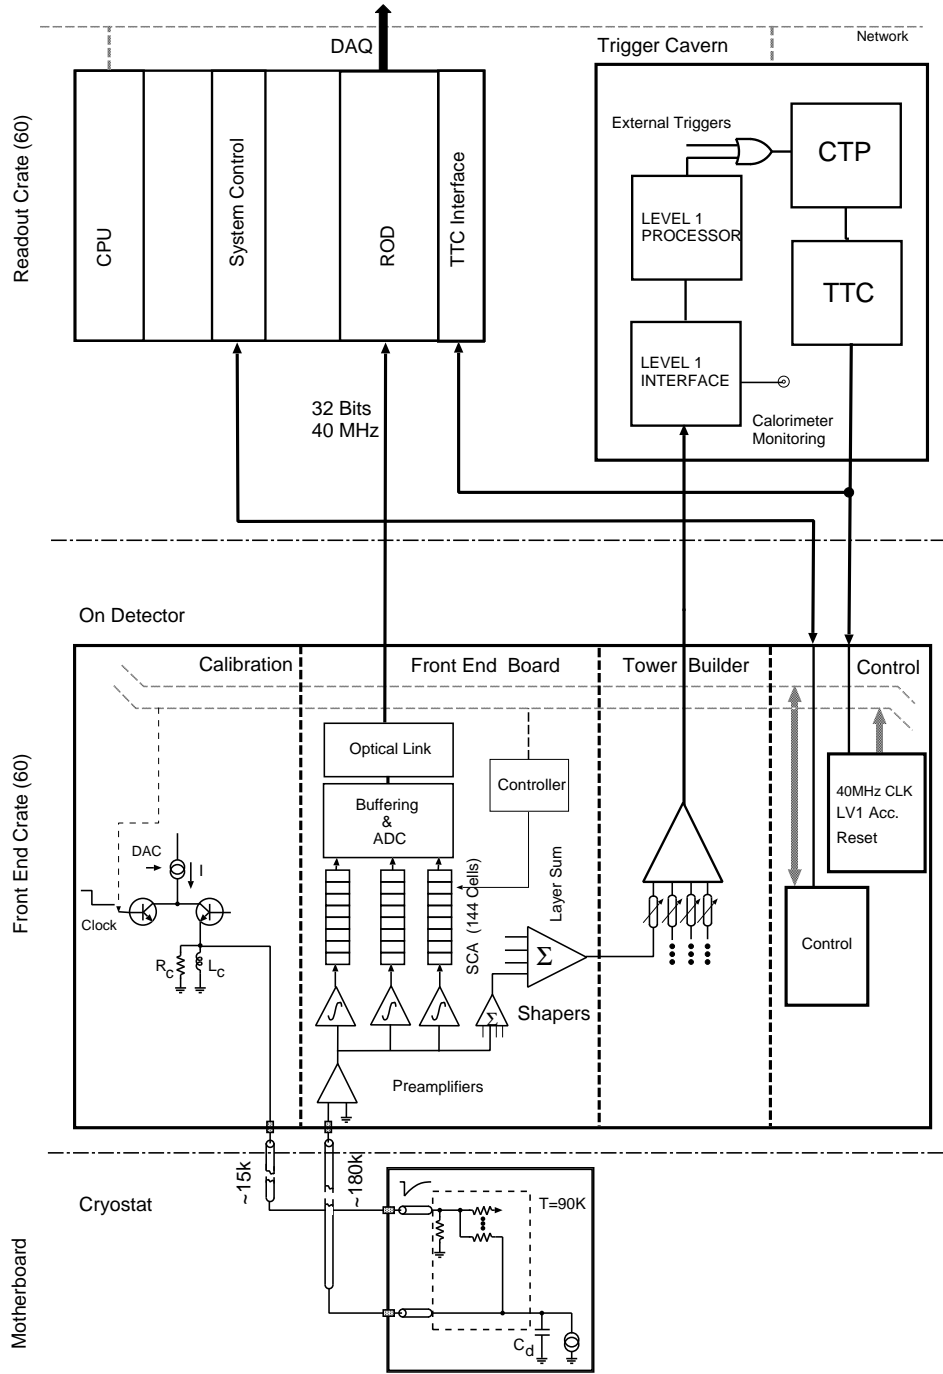 DAQ
Network
Trigger Cavern
Readout Crate (60)
CPU
System Control
ROD
TTC Interface
External Triggers
CTP
LEVEL 1
PROCESSOR
TTC
LEVEL 1
INTERFACE
Calorimeter
Monitoring
32 Bits
40 MHz
On Detector
Calibration
Front End Board
Tower Builder
Control
Front End Crate (60)
Optical Link
Controller
Buffering
&
ADC
40MHz CLK
LV1 Acc.
Reset
DAC
I
Clock
Rc
Lc
SCA (144 Cells)
Layer Sum
Σ
Control
Σ
Shapers
Preamplifiers
~15k
~180k
Cryostat
T=90K
Motherboard
Cd